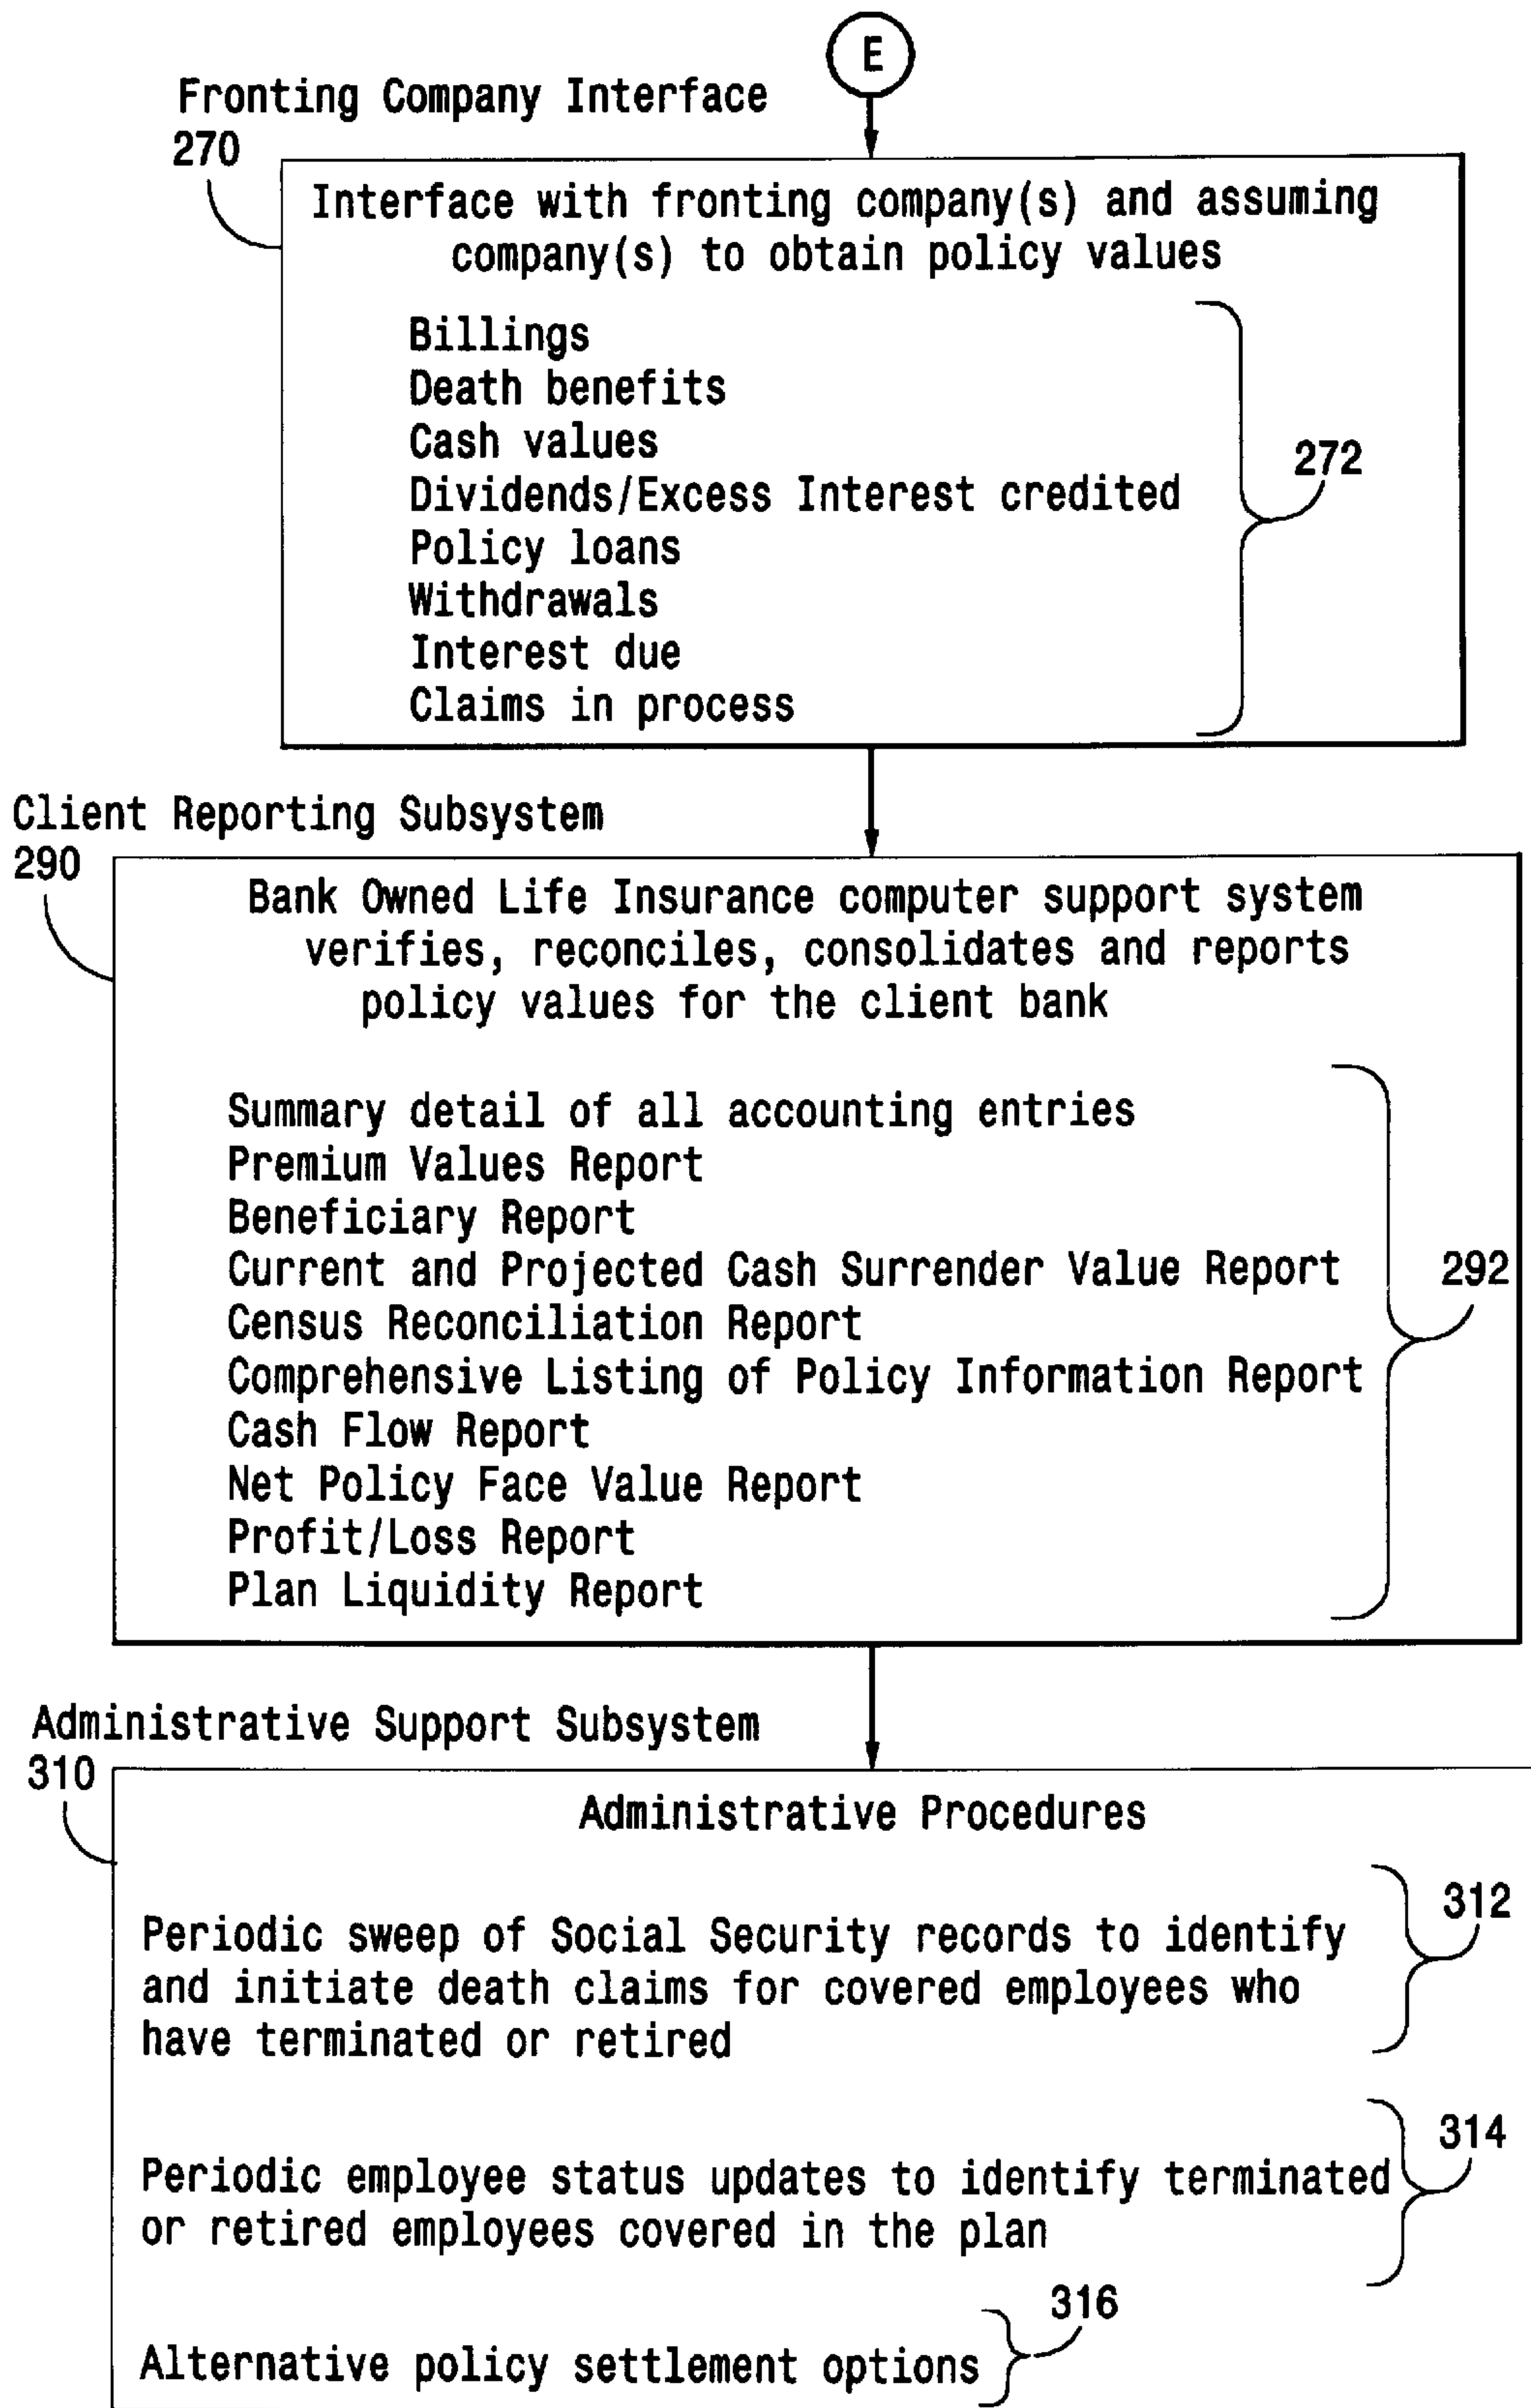 E
Fronting Company Interface
270
Interface with fronting company(s) and assuming
company(s) to obtain policy values
Billings
Death benefits
Cash values
Dividends/Excess Interest credited
Policy loans
Withdrawals
Interest due
Claims in process
272
Client Reporting Subsystem
290
Bank Owned Life Insurance computer support system
verifies, reconciles, consolidates and reports
policy values for the client bank
Summary detail of all accounting entries
Premium Values Report
Beneficiary Report
Current and Projected Cash Surrender Value Report
Census Reconciliation Report
Comprehensive Listing of Policy Information Report
Cash Flow Report
Net Policy Face Value Report
Profit/Loss Report
Plan Liquidity Report
292
Administrative Support Subsystem
310
Administrative Procedures
Periodic sweep of Social Security records to identify
and initiate death claims for covered employees who
have terminated or retired
312
Periodic employee status updates to identify terminated
or retired employees covered in the plan
314
Alternative policy settlement options
316